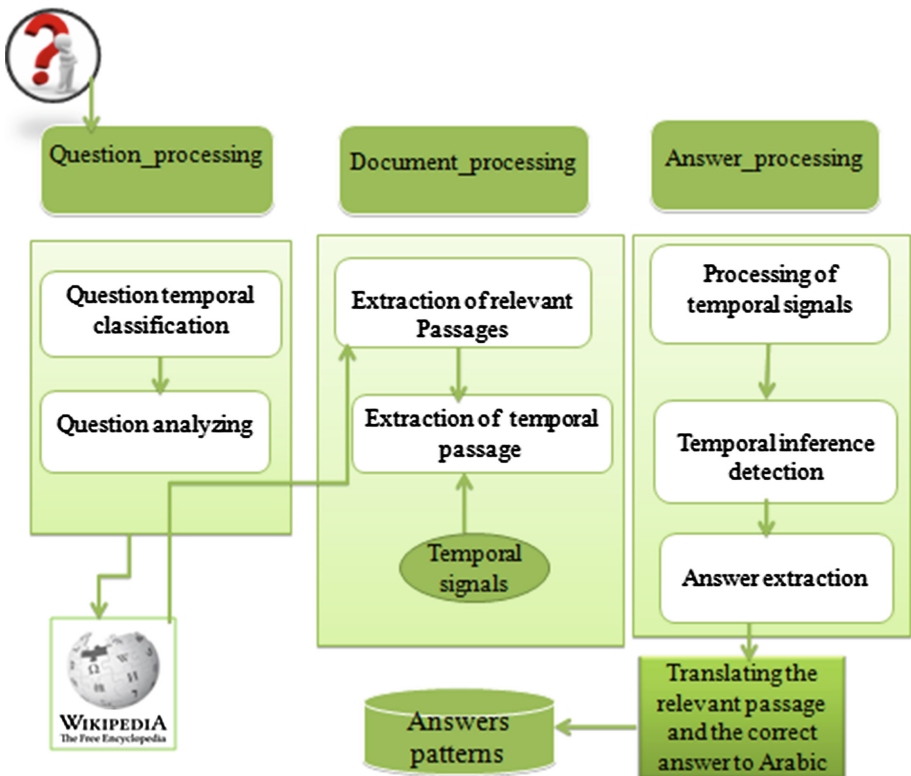 Question_processing
Document_processing
Answer_processing
Question temporal
classification
Question analyzing
Extraction of relevant
Passages
Extraction of temporal
passage
Temporal
signals
Processing of
temporal signals
Temporal inference
detection
Answer extraction
Ω
W
WIKIPEDIA
The Free Encyclopedia
Answers
patterns
Translating the
relevant passage
and the correct
answer to Arabic